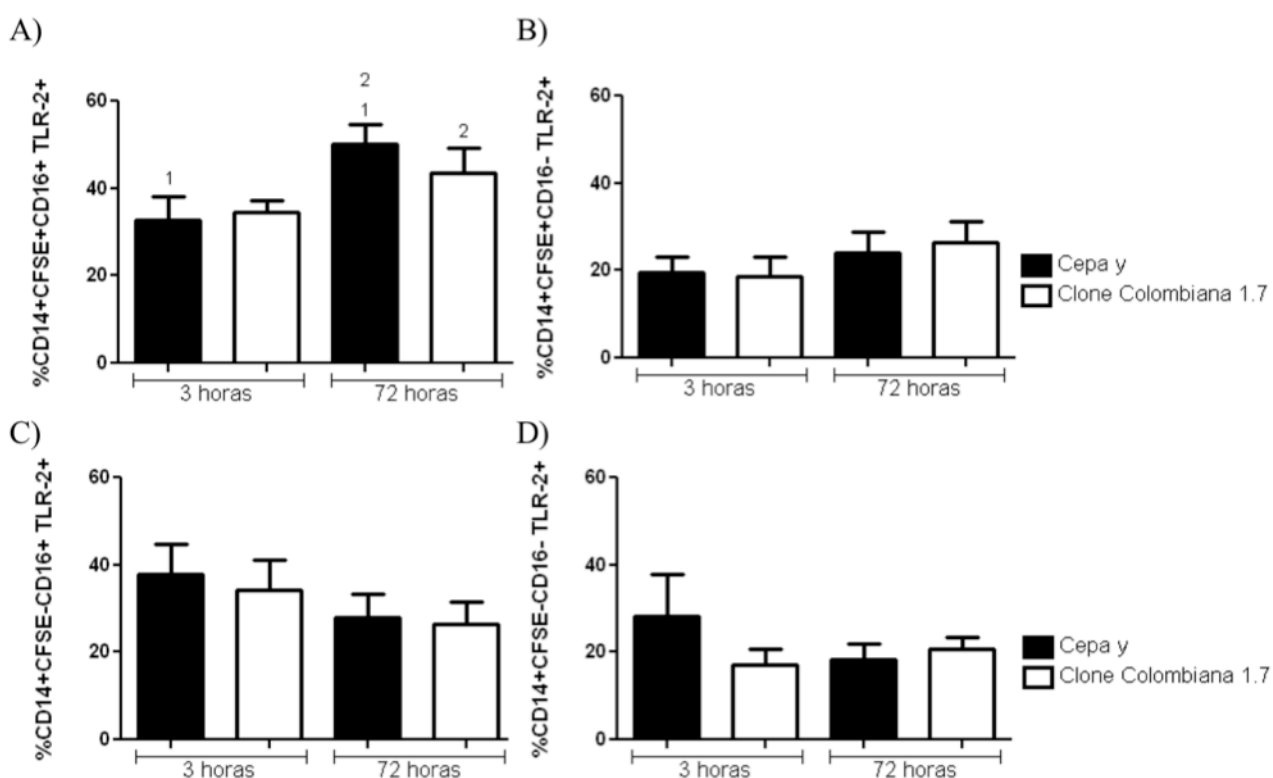 A)
%CD14+CFSE+CD16+ TLR-2+
60
40
20
0
1
2
1
2
3 horas
72 horas
B)
%CD14+CFSE+CD16- TLR-2+
60
40
20
0
3 horas
72 horas
Cepa y
Clone Colombiana 1.7
C)
%CD14+CFSE-CD16+ TLR-2+
60
40
20
0
3 horas
72 horas
D)
%CD14+CFSE-CD16- TLR-2+
60
40
20
0
3 horas
72 horas
Cepa y
Clone Colombiana 1.7